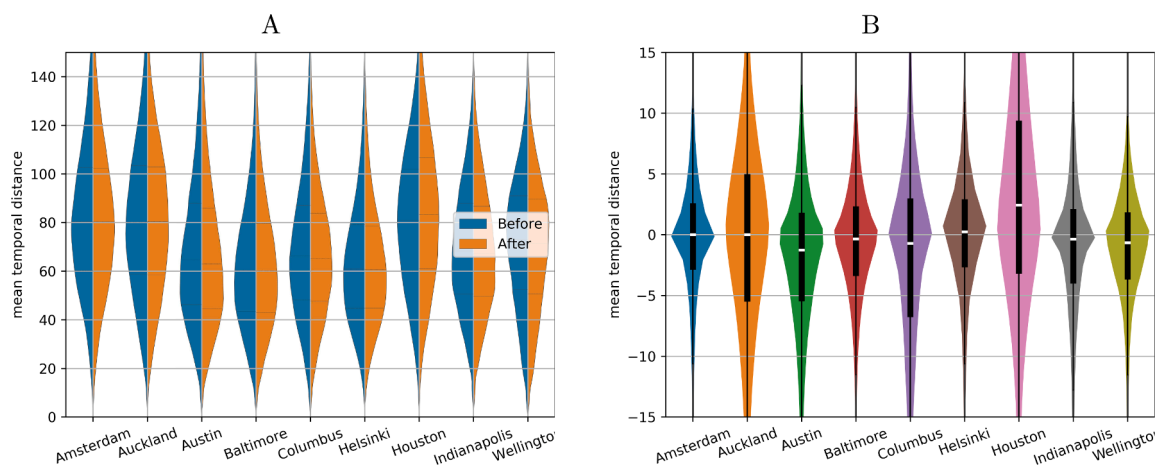 A
mean temporal distance
140
120
100
80
60
40
20
0
Before
After
Amsterdam
Auckland
Austin
Baltimore
Columbus
Helsinki
Houston
Indianapolis
Wellington
B
mean temporal distance
15
10
5
0
−5
−10
−15
Amsterdam
Auckland
Austin
Baltimore
Columbus
Helsinki
Houston
Indianapolis
Wellington